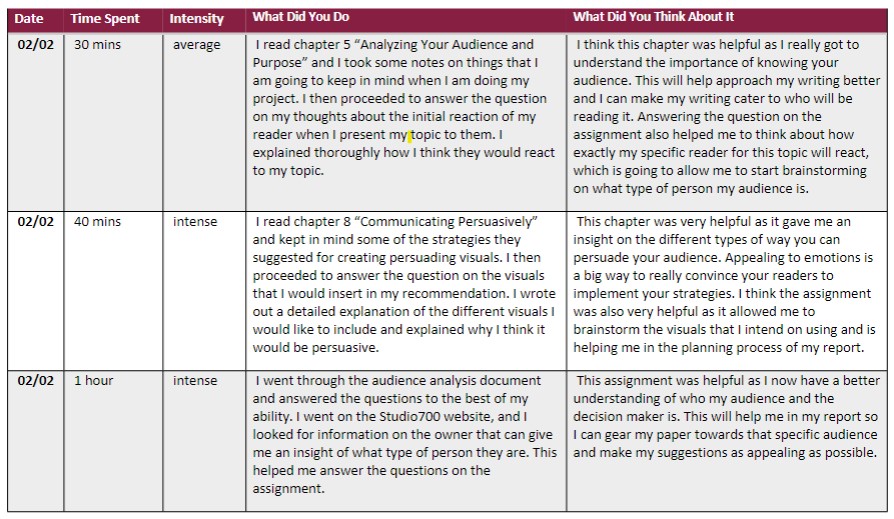 Date Time Spent Intensity What Did You Do What Did You Think About It
02/02 30 mins average
I read chapter 5 “Analyzing Your Audience and
Purpose” and I took some notes on things that I
am going to keep in mind when I am doing my
project. I then proceeded to answer the question
on my thoughts about the initial reaction of my
reader when I present my topic to them. I
explained thoroughly how I think they would react
to my topic.
I think this chapter was helpful as I really got to
understand the importance of knowing your
audience. This will help approach my writing better
and I can make my writing cater to who will be
reading it. Answering the question on the
assignment also helped me to think about how
exactly my specific reader for this topic will react,
which is going to allow me to start brainstorming
on what type of person my audience is.
02/02 40 mins intense
I read chapter 8 “Communicating Persuasively”
and kept in mind some of the strategies they
suggested for creating persuading visuals. I then
proceeded to answer the question on the visuals
that I would insert in my recommendation. I wrote
out a detailed explanation of the different visuals I
would like to include and explained why I think it
would be persuasive.
This chapter was very helpful as it gave me an
insight on the different types of way you can
persuade your audience. Appealing to emotions is
a big way to really convince your readers to
implement your strategies. I think the assignment
was also very helpful as it allowed me to
brainstorm the visuals that I intend on using and is
helping me in the planning process of my report.
02/02 1 hour intense
I went through the audience analysis document
and answered the questions to the best of my
ability. I went on the Studio700 website, and I
looked for information on the owner that can give
me an insight of what type of person they are. This
helped me answer the questions on the
assignment.
This assignment was helpful as I now have a better
understanding of who my audience and the
decision maker is. This will help me in my report so
I can gear my paper towards that specific audience
and make my suggestions as appealing as possible.